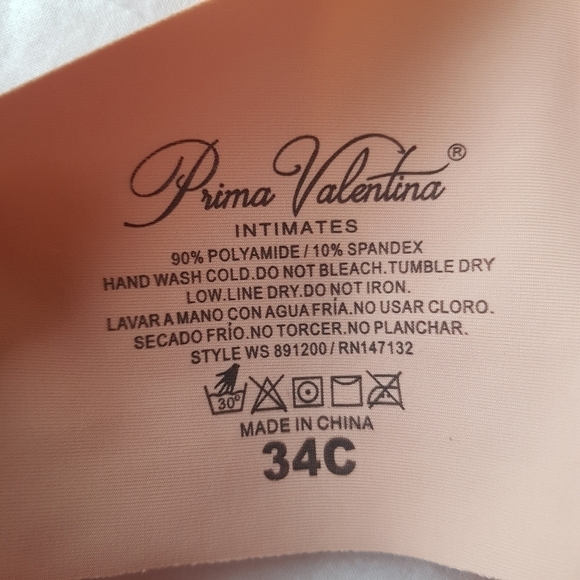 Prima Valentina®
INTIMATES
90% POLYAMIDE / 10% SPANDEX
HAND WASH COLD.DO NOT BLEACH.TUMBLE DRY
LOW.LINE DRY.DO NOT IRON.
LAVAR A MANO CON AGUA FRÍA.NO USAR CLORO.
SECADO FRÍO.NO TORCER.NO PLANCHAR.
STYLE WS 891200 / RN147132
30°
MADE IN CHINA
34C